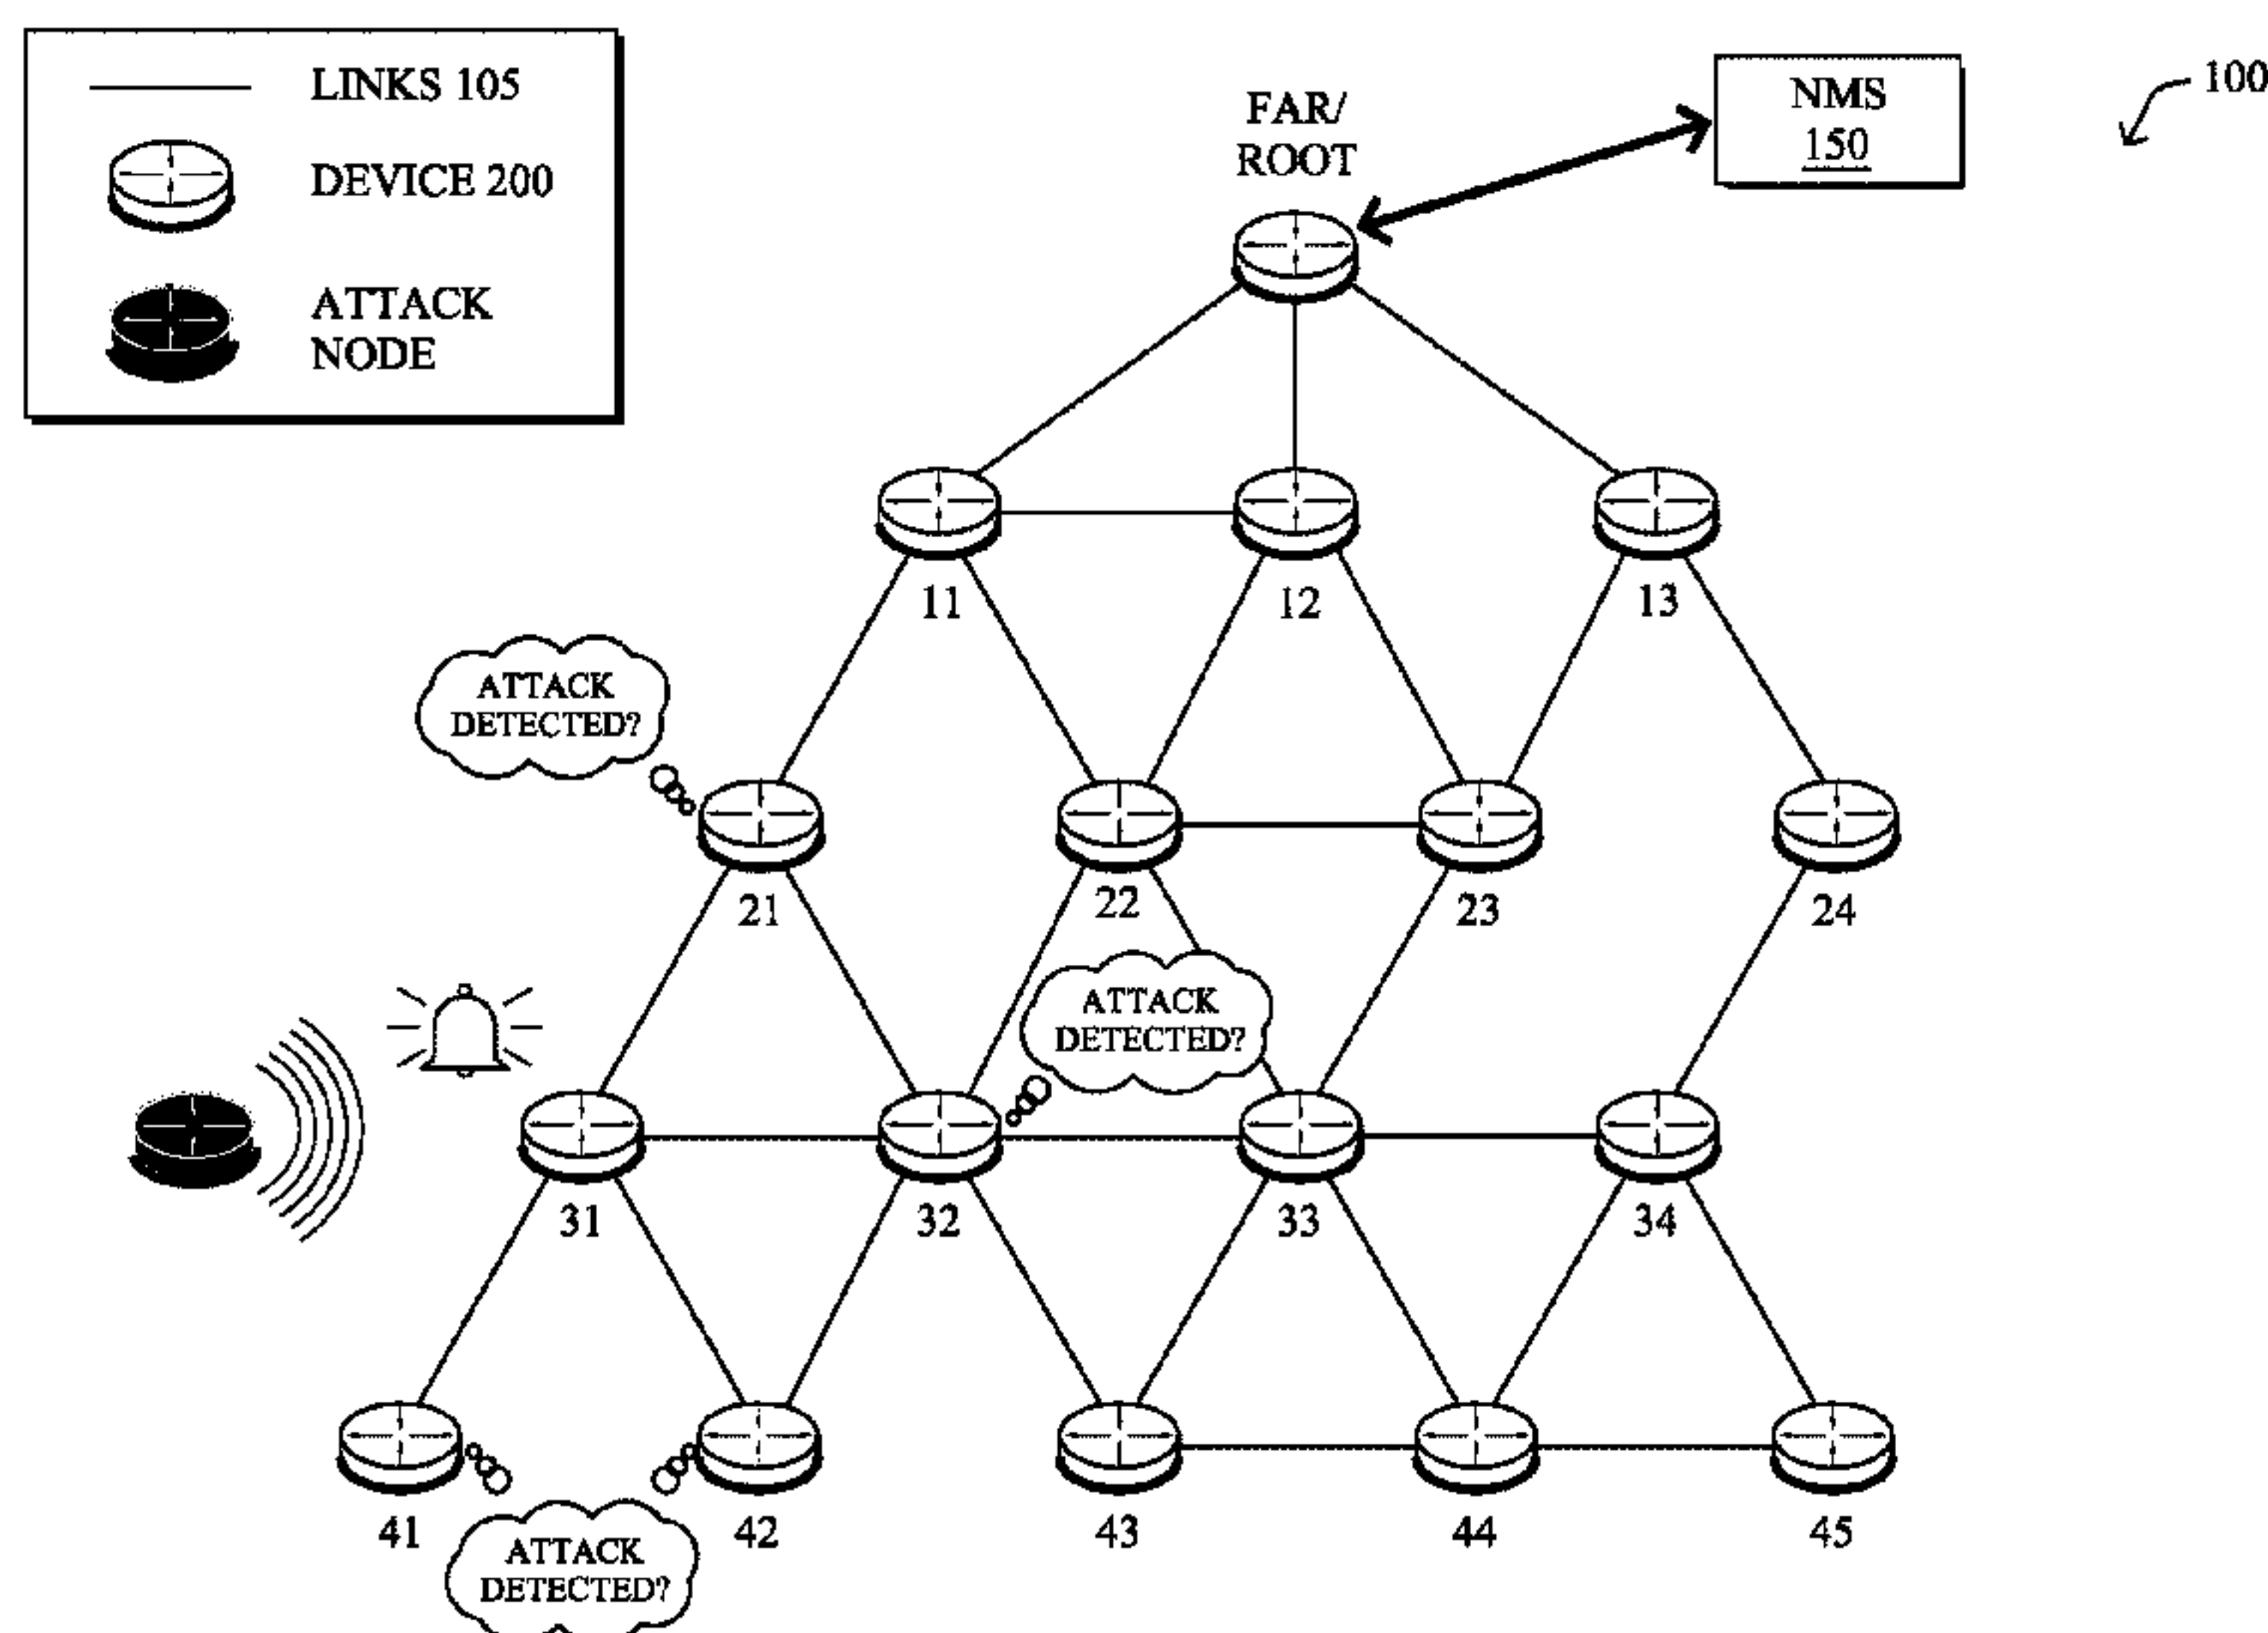 LINKS 105
DEVICE 200
ATTACK
NODE
FAR/
ROOT
NMS
150
100
11
12
13
ATTACK
DETECTED?
21
22
23
24
ATTACK
DETECTED?
31
32
33
34
41
42
43
44
45
ATTACK
DETECTED?